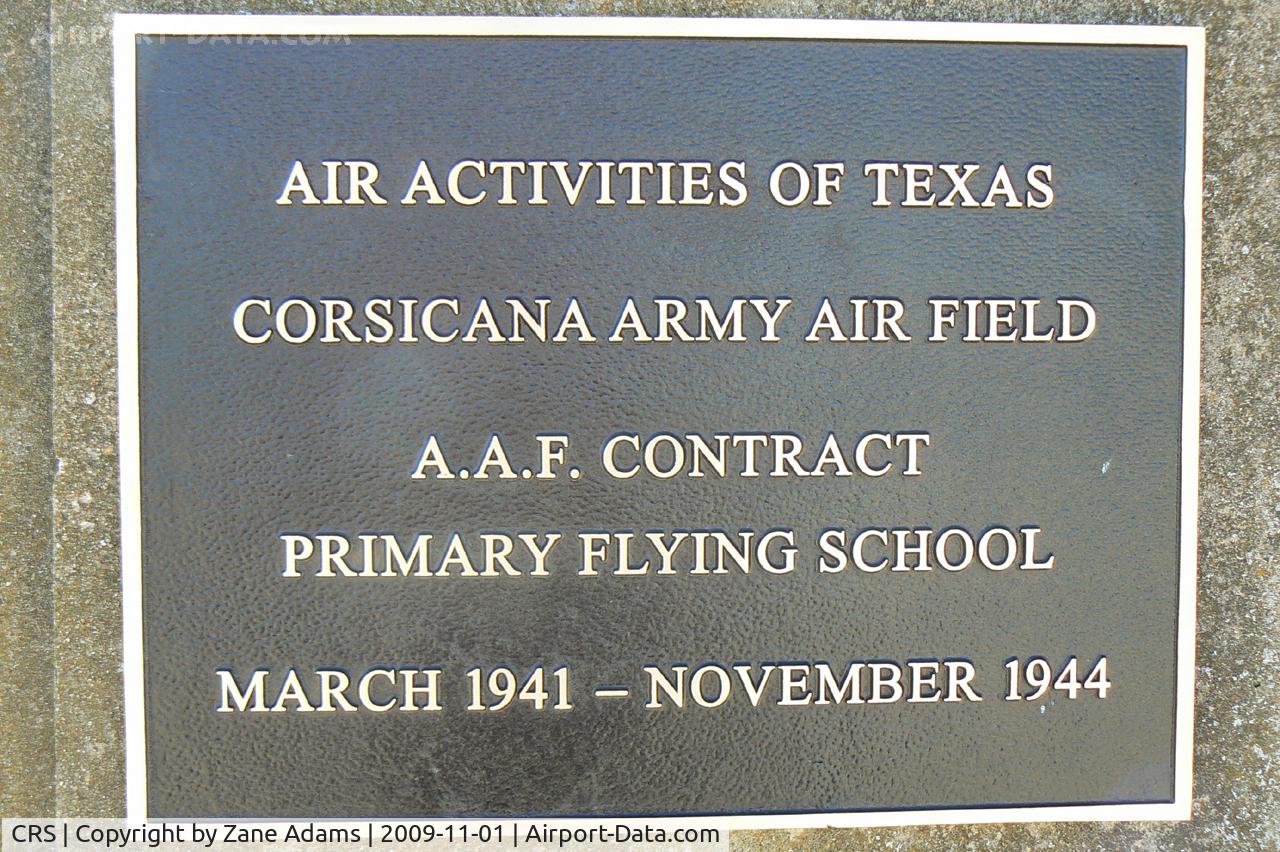 AIRPORT-DATA.COM
AIR ACTIVITIES OF TEXAS
CORSICANA ARMY AIR FIELD
A.A.F. CONTRACT
PRIMARY FLYING SCHOOL
MARCH 1941 – NOVEMBER 1944
CRS | Copyright by Zane Adams | 2009-11-01 | Airport-Data.com